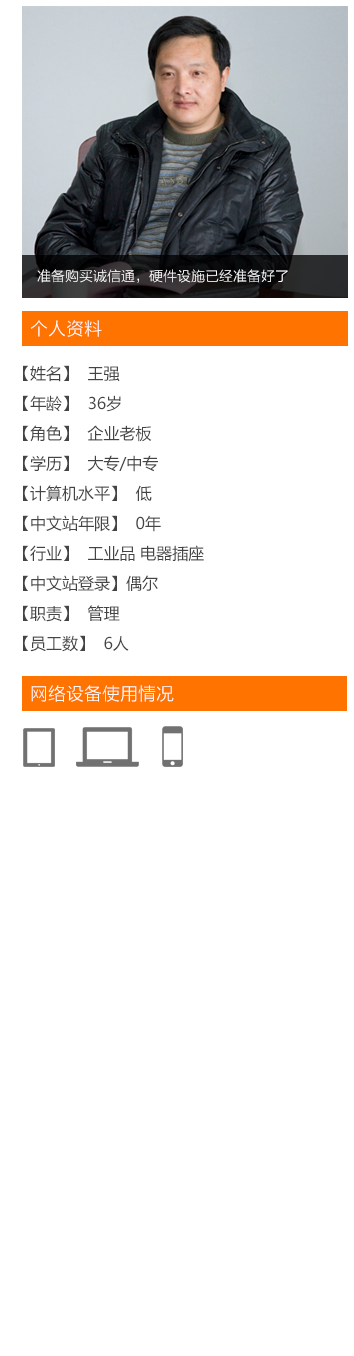 准备购买诚信通，硬件设施已经准备好了
个人资料
【姓名】 王强
【年龄】 36岁
【角色】 企业老板
【学历】 大专/中专
【计算机水平】 低
【中文站年限】 0年
【行业】 工业品 电器插座
【中文站登录】偶尔
【职责】 管理
【员工数】 6人
网络设备使用情况